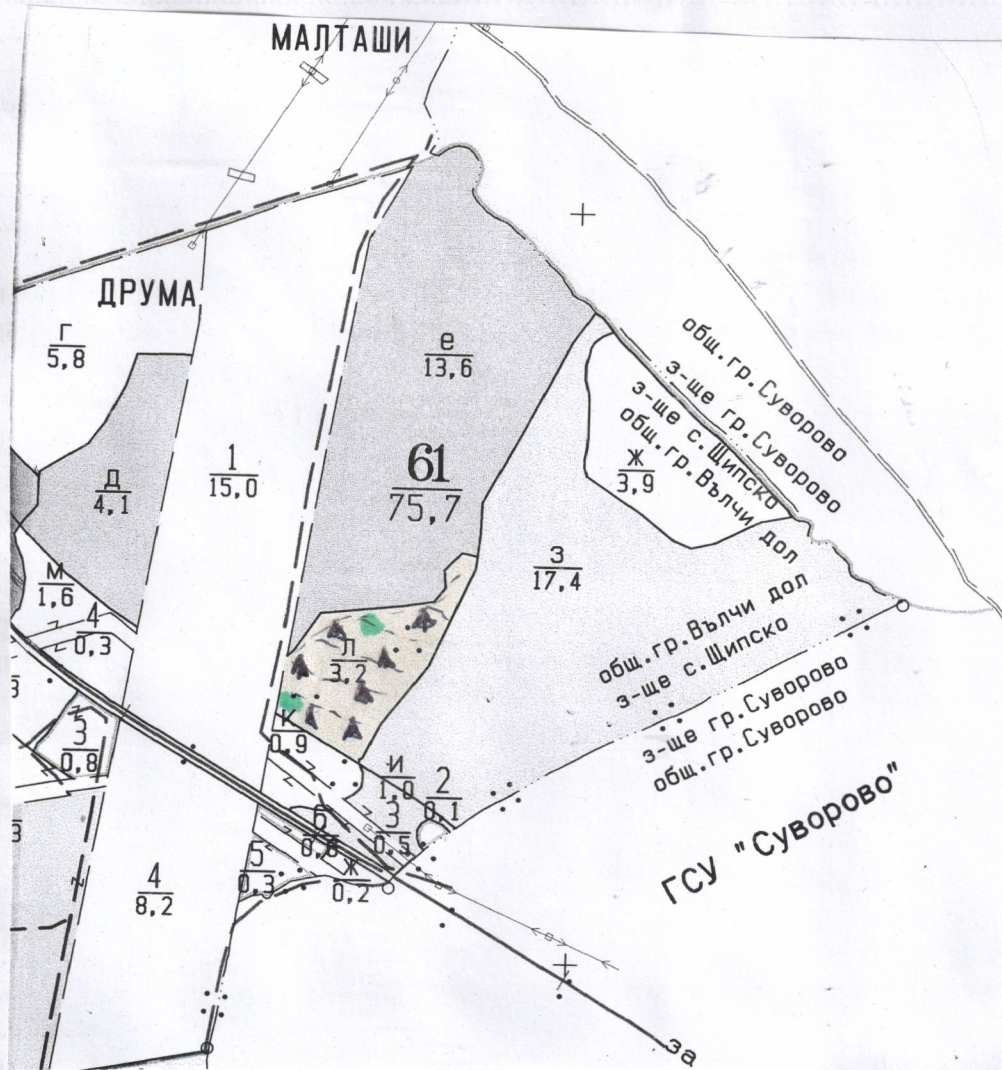 МАЛТАШИ
ДРУМА
г
5,8
е
13,6
общ.гр.Суворово
з-ще гр.Суворово
з-ще с.Щипско
общ.гр.Вълчи дол
ж
3,9
1
15,0
61
75,7
д
4,1
з
17,4
м
1,6
4
0,3
л
3,2
общ.гр.Вълчи дол
з-ще с.Щипско
з-ще гр.Суворово
общ.гр.Суворово
к
0,9
3
0,8
и
1,0
2
0,1
3
0,5
6
5
0,3
ж
0,2
4
8,2
ГСУ "Суворово"
за